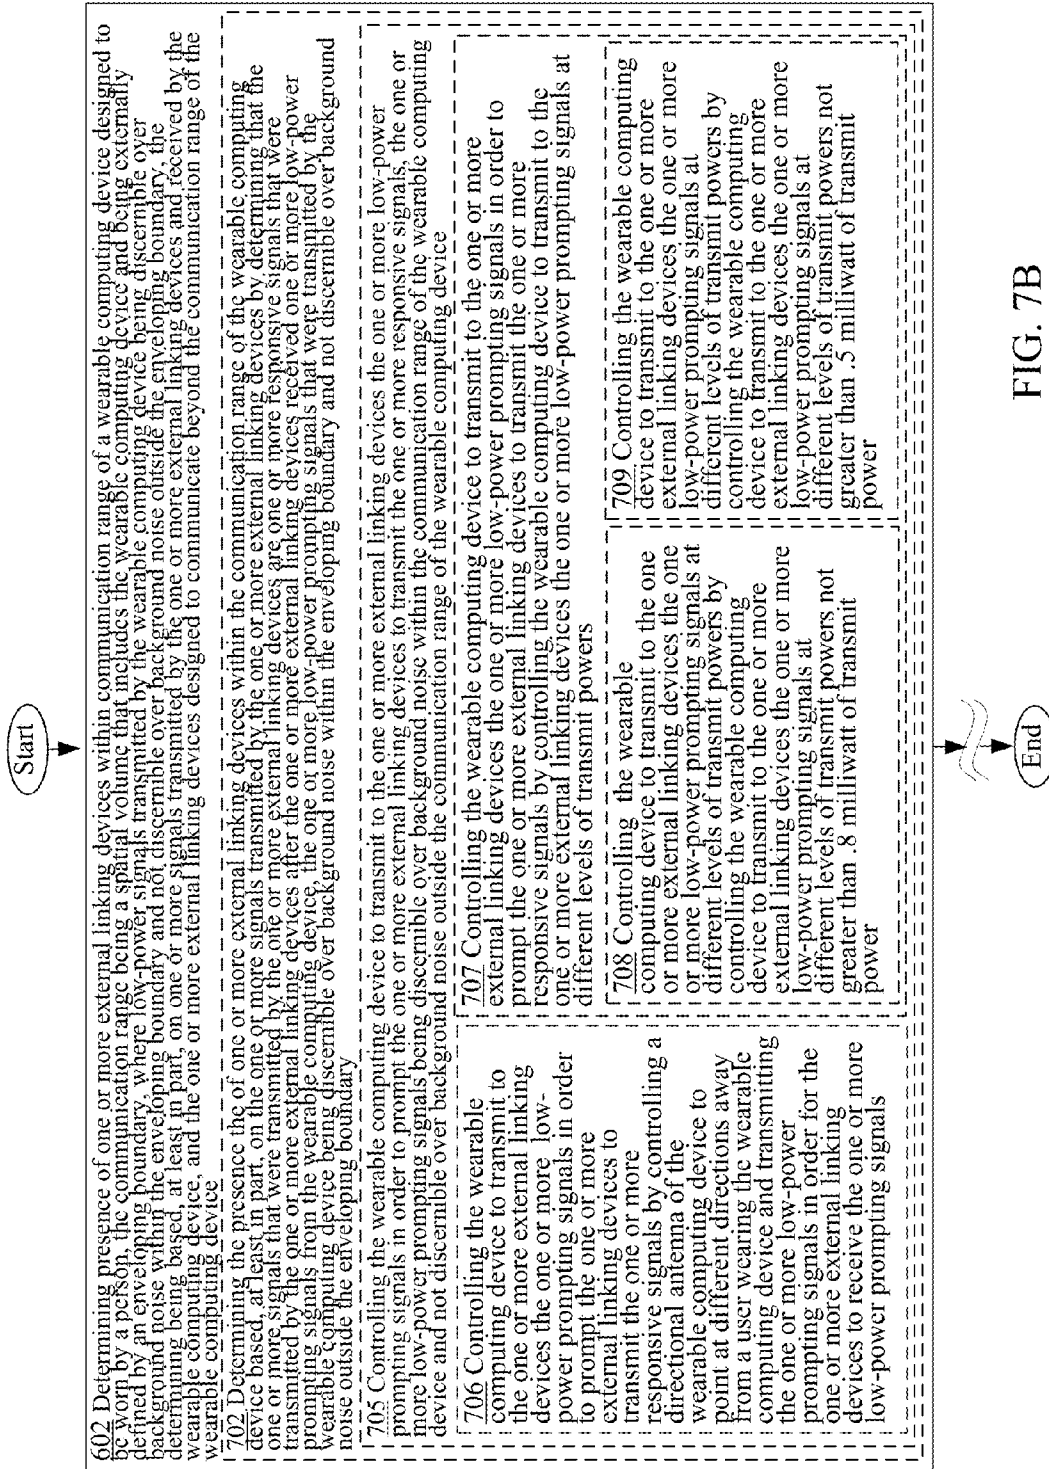 Start
602 Determining presence of one or more external linking devices within communication range of a wearable computing device designed to
be worn by a person, the communication range being a spatial volume that includes the wearable computing device and being externally
defined by an enveloping boundary, where low-power signals transmitted by the wearable computing device being discernible over
background noise within the enveloping boundary and not discernible over background noise outside the enveloping boundary, the
determining being based, at least in part, on one or more signals transmitted by the one or more external linking devices and received by the
wearable computing device, and the one or more external linking devices designed to communicate beyond the communication range of the
wearable computing device
702 Determining the presence the of one or more external linking devices within the communication range of the wearable computing
device based, at least in part, on the one or more signals transmitted by the one or more external linking devices by determining that the
one or more signals that were transmitted by the one or more external linking devices are one or more responsive signals that were
transmitted by the one or more external linking devices after the one or more external linking devices received one or more low-power
prompting signals from the wearable computing device, the one or more low-power prompting signals that were transmitted by the
wearable computing device being discernible over background noise within the enveloping boundary and not discernible over background
noise outside the enveloping boundary
705 Controlling the wearable computing device to transmit to the one or more external linking devices the one or more low-power
prompting signals in order to prompt the one or more external linking devices to transmit the one or more responsive signals, the one or
more low-power prompting signals being discernible over background noise within the communication range of the wearable computing
device and not discernible over background noise outside the communication range of the wearable computing device
706 Controlling the wearable
computing device to transmit to
the one or more external linking
devices the one or more low-
power prompting signals in order
to prompt the one or more
external linking devices to
transmit the one or more
responsive signals by controlling a
directional antenna of the
wearable computing device to
point at different directions away
from a user wearing the wearable
computing device and transmitting
the one or more low-power
prompting signals in order for the
one or more external linking
devices to receive the one or more
low-power prompting signals
707 Controlling the wearable computing device to transmit to the one or more
external linking devices the one or more low-power prompting signals in order to
prompt the one or more external linking devices to transmit the one or more
responsive signals by controlling the wearable computing device to transmit to the
one or more external linking devices the one or more low-power prompting signals at
different levels of transmit powers
708 Controlling the wearable
computing device to transmit to the one
or more external linking devices the one
or more low-power prompting signals at
different levels of transmit powers by
controlling the wearable computing
device to transmit to the one or more
external linking devices the one or more
low-power prompting signals at
different levels of transmit powers not
greater than .8 milliwatt of transmit
power
709 Controlling the wearable computing
device to transmit to the one or more
external linking devices the one or more
low-power prompting signals at
different levels of transmit powers by
controlling the wearable computing
device to transmit to the one or more
external linking devices the one or more
low-power prompting signals at
different levels of transmit powers not
greater than .5 milliwatt of transmit
power
End
FIG. 7B